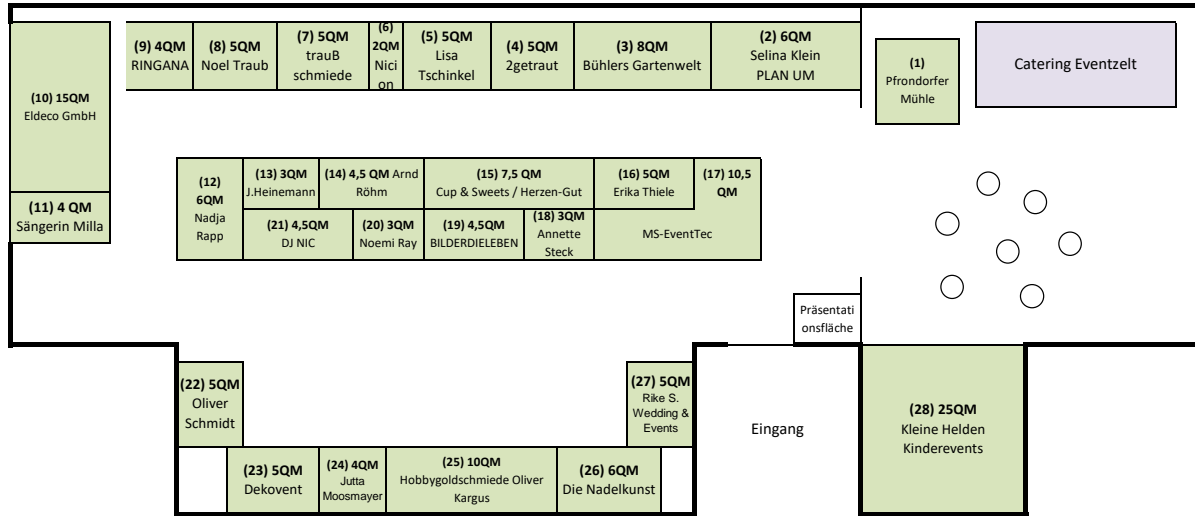 (9) 4QM
RINGANA
(8) 5QM
Noel Traub
(7) 5QM
trauB
schmiede
(6)
2QM
Nici
on
(5) 5QM
Lisa
Tschinkel
(4) 5QM
2getraut
(3) 8QM
Bühlers Gartenwelt
(2) 6QM
Selina Klein
PLAN UM
(1)
Pfrondorfer
Mühle
Catering Eventzelt
(10) 15QM
Eldeco GmbH
(11) 4 QM
Sängerin Milla
(12)
6QM
Nadja
Rapp
(13) 3QM
J.Heinemann
(14) 4,5 QM Arnd
Röhm
(15) 7,5 QM
Cup & Sweets / Herzen-Gut
(16) 5QM
Erika Thiele
(17) 10,5
QM
MS-EventTec
(21) 4,5QM
DJ NIC
(20) 3QM
Noemi Ray
(19) 4,5QM
BILDERDIELEBEN
(18) 3QM
Annette
Steck
Präsentati
onsfläche
(22) 5QM
Oliver
Schmidt
(27) 5QM
Rike S.
Wedding &
Events
Eingang
(28) 25QM
Kleine Helden
Kinderevents
(23) 5QM
Dekovent
(24) 4QM
Jutta
Moosmayer
(25) 10QM
Hobbygoldschmiede Oliver
Kargus
(26) 6QM
Die Nadelkunst